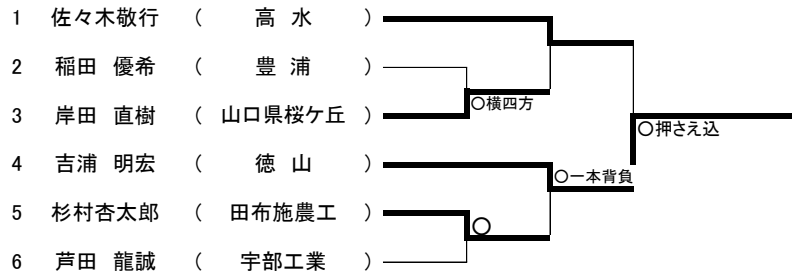 1 佐々木敬行 ( 高 水 )
2 稲田 優希 ( 豊 浦 )
○横四方
3 岸田 直樹 ( 山口県桜ケ丘 )
○押さえ込
4 吉浦 明宏 ( 徳 山 )
○一本背負
5 杉村杏太郎 ( 田布施農工 )
○
6 芦田 龍誠 ( 宇部工業 )